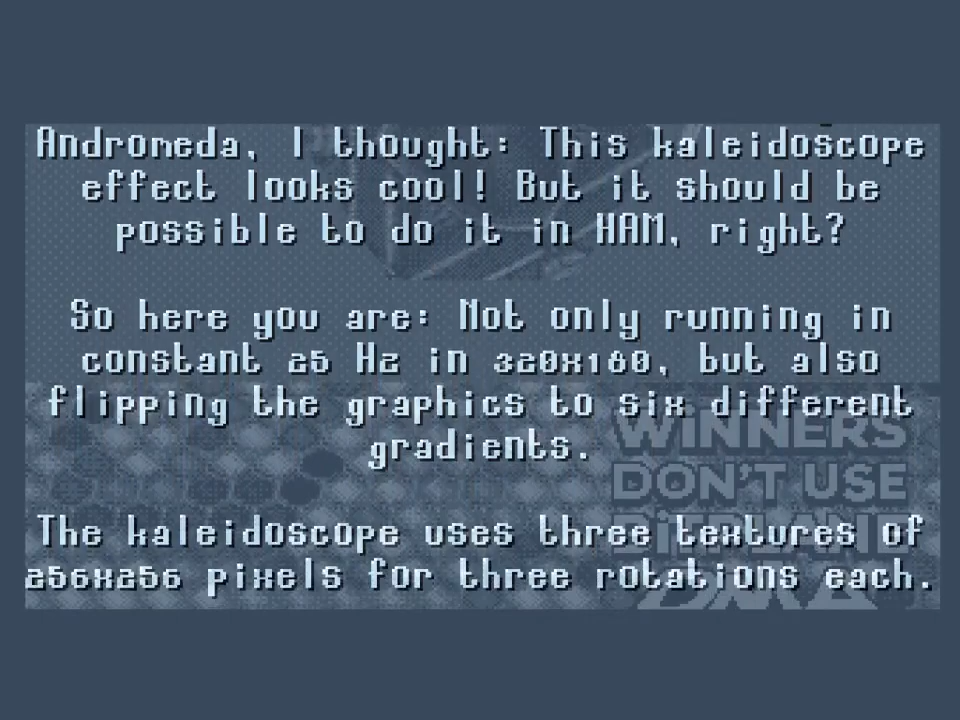 Andromeda, I thought: This kaleidoscope
effect looks cool! But it should be
possible to do it in HAM, right?
So here you are: Not only running in
constant 25 Hz in 320x180, but also
flipping the graphics to six different
gradients.
WiNNERS
DON'T USE
BiTPLANE
DMA
The kaleidoscope uses three textures of
256x256 pixels for three rotations each.